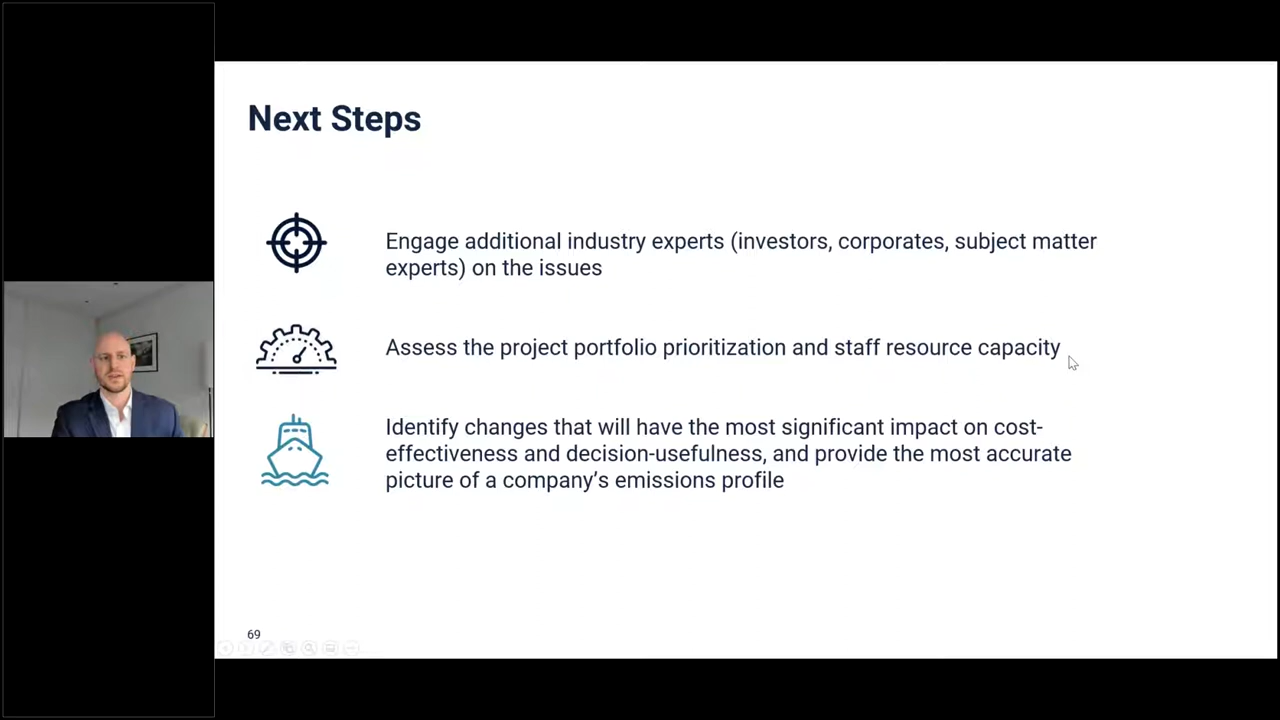 Next Steps
Engage additional industry experts (investors, corporates, subject matter
experts) on the issues
Assess the project portfolio prioritization and staff resource capacity
Identify changes that will have the most significant impact on cost-
effectiveness and decision-usefulness, and provide the most accurate
picture of a company’s emissions profile
69